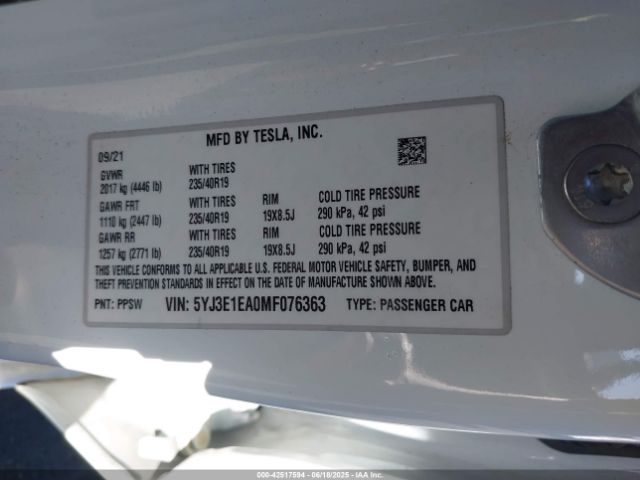 MFD BY TESLA, INC.
09/21
GVWR WITH TIRES
2017 kg (4446 lb) 235/40R19
GAWR FRT WITH TIRES RIM COLD TIRE PRESSURE
1110 kg (2447 lb) 235/40R19 19X8.5J 290 kPa, 42 psi
GAWR RR WITH TIRES RIM COLD TIRE PRESSURE
1257 kg (2771 lb) 235/40R19 19X8.5J 290 kPa, 42 psi
THIS VEHICLE CONFORMS TO ALL APPLICABLE U.S. FEDERAL MOTOR VEHICLE SAFETY, BUMPER, AND
THEFT PREVENTION STANDARDS IN EFFECT ON THE DATE OF MANUFACTURE SHOWN ABOVE.
PNT: PPSW VIN: 5YJ3E1EA0MF076363 TYPE: PASSENGER CAR
000-42517594 06/18/2025 IAA Holdings, LLC